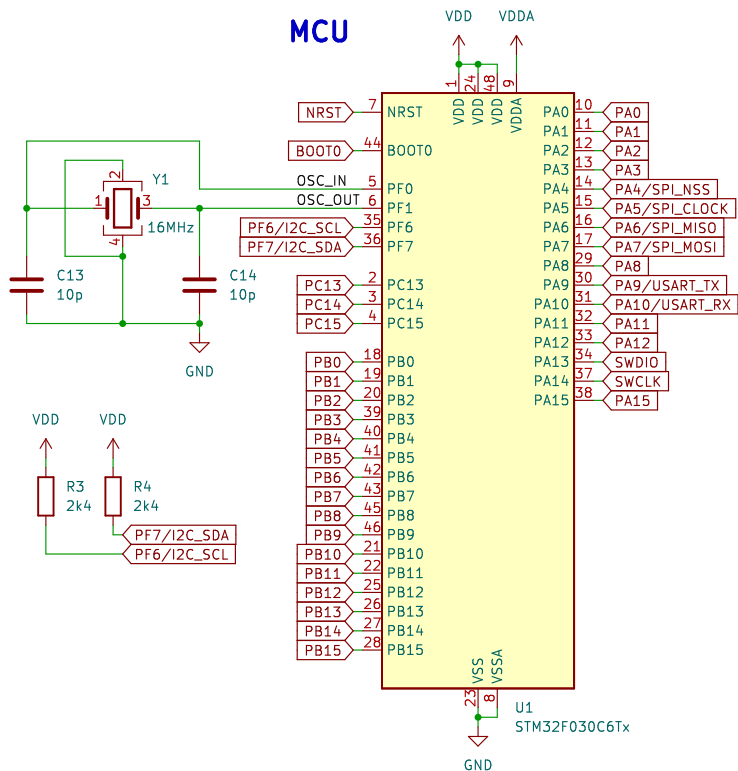 MCU
VDD
VDDA
1
24
48
9
VDD
VDD
VDD
VDDA
NRST
7
NRST
BOOT0
44
BOOT0
OSC_IN
5
PF0
OSC_OUT
6
PF1
PF6/I2C_SCL
35
PF6
PF7/I2C_SDA
36
PF7
PC13
2
PC13
PC14
3
PC14
PC15
4
PC15
PB0
18
PB0
PB1
19
PB1
PB2
20
PB2
PB3
39
PB3
PB4
40
PB4
PB5
41
PB5
PB6
42
PB6
PB7
43
PB7
PB8
45
PB8
PB9
46
PB9
PB10
21
PB10
PB11
22
PB11
PB12
25
PB12
PB13
26
PB13
PB14
27
PB14
PB15
28
PB15
PA0
10
PA0
PA1
11
PA1
PA2
12
PA2
PA3
13
PA3
PA4
14
PA4/SPI_NSS
PA5
15
PA5/SPI_CLOCK
PA6
16
PA6/SPI_MISO
PA7
17
PA7/SPI_MOSI
PA8
29
PA8
PA9
30
PA9/USART_TX
PA10
31
PA10/USART_RX
PA11
32
PA11
PA12
33
PA12
PA13
34
SWDIO
PA14
37
SWCLK
PA15
38
PA15
VSS
VSSA
23
8
U1
STM32F030C6Tx
GND
Y1
16MHz
1
2
3
4
C13
10p
C14
10p
GND
VDD
VDD
R3
2k4
R4
2k4
PF7/I2C_SDA
PF6/I2C_SCL